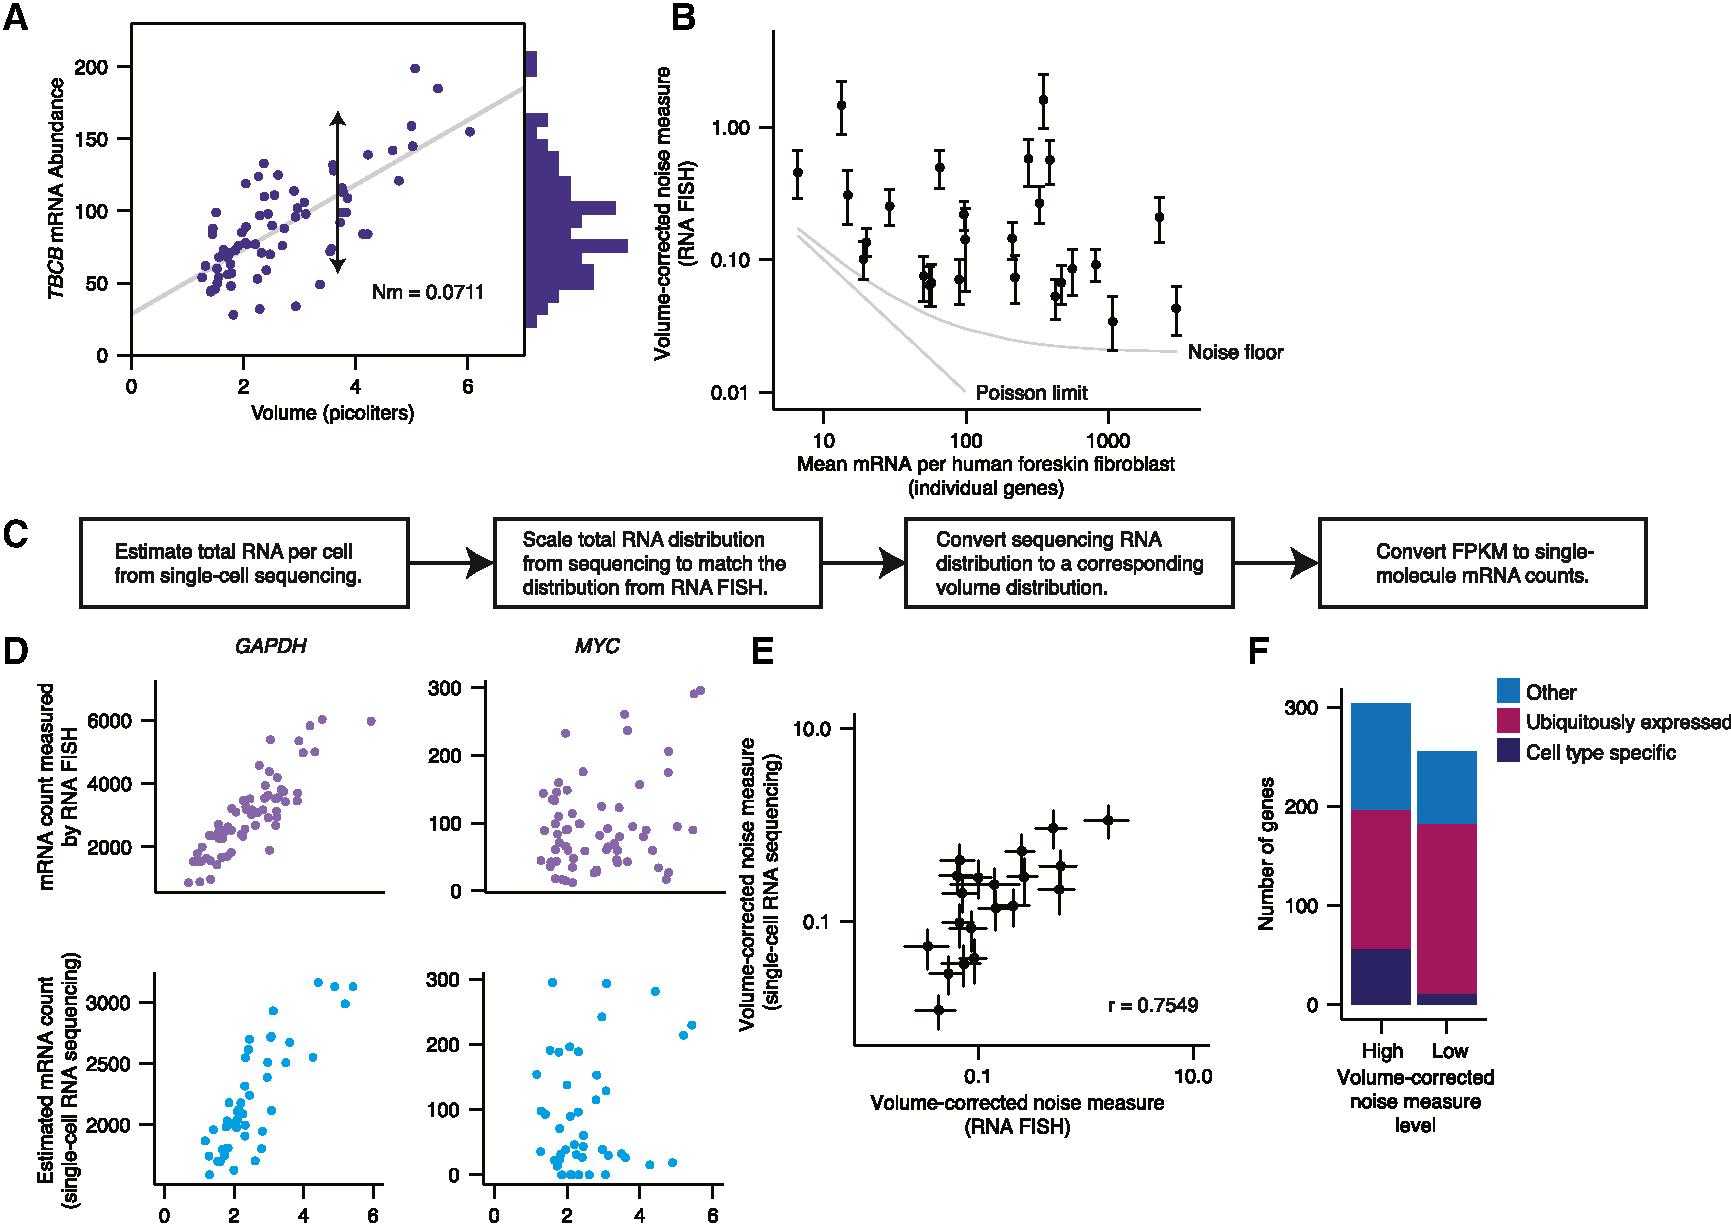 A
TBCB mRNA Abundance
200
150
100
50
0
Nm = 0.0711
0 2 4 6
Volume (picoliters)
B
Volume-corrected noise measure
(RNA FISH)
1.00
0.10
0.01
Noise floor
Poisson limit
10 100 1000
Mean mRNA per human foreskin fibroblast
(individual genes)
C
Estimate total RNA per cell
from single-cell sequencing.
Scale total RNA distribution
from sequencing to match the
distribution from RNA FISH.
Convert sequencing RNA
distribution to a corresponding
volume distribution.
Convert FPKM to single-
molecule mRNA counts.
D
GAPDH
MYC
mRNA count measured
by RNA FISH
6000
4000
2000
300
200
100
0
Estimated mRNA count
(single-cell RNA sequencing)
3000
2500
2000
0 2 4 6
300
200
100
0
0 2 4 6
E
Volume-corrected noise measure
(single-cell RNA sequencing)
10.0
0.1
r = 0.7549
0.1 10.0
Volume-corrected noise measure
(RNA FISH)
F
Other
Ubiquitously expressed
Cell type specific
Number of genes
300
200
100
0
High Low
Volume-corrected
noise measure
level